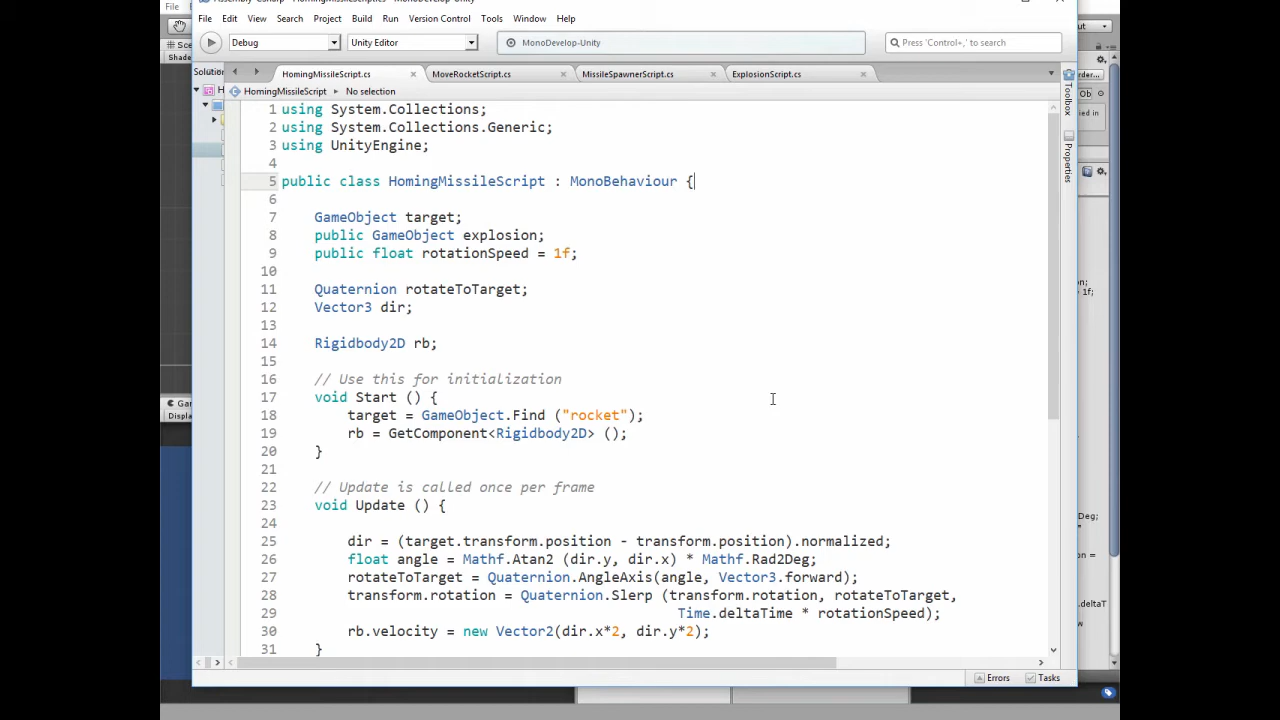 File Edit View Search Project Build Run Version Control Tools Window Help
Debug
Unity Editor
MonoDevelop-Unity
Press 'Control+,' to search
HomingMissileScript.cs
MoveRocketScript.cs
MissileSpawnerScript.cs
ExplosionScript.cs
HomingMissileScript.cs
No selection
Toolbox
Properties
1 using System.Collections;
2 using System.Collections.Generic;
3 using UnityEngine;
4
5 public class HomingMissileScript : MonoBehaviour {
6
7 GameObject target;
8 public GameObject explosion;
9 public float rotationSpeed = 1f;
10
11 Quaternion rotateToTarget;
12 Vector3 dir;
13
14 Rigidbody2D rb;
15
16 // Use this for initialization
17 void Start () {
18 target = GameObject.Find ("rocket");
19 rb = GetComponent<Rigidbody2D> ();
20 }
21
22 // Update is called once per frame
23 void Update () {
24
25 dir = (target.transform.position - transform.position).normalized;
26 float angle = Mathf.Atan2 (dir.y, dir.x) * Mathf.Rad2Deg;
27 rotateToTarget = Quaternion.AngleAxis(angle, Vector3.forward);
28 transform.rotation = Quaternion.Slerp (transform.rotation, rotateToTarget,
29 Time.deltaTime * rotationSpeed);
30 rb.velocity = new Vector2(dir.x*2, dir.y*2);
31 }
Errors
Tasks